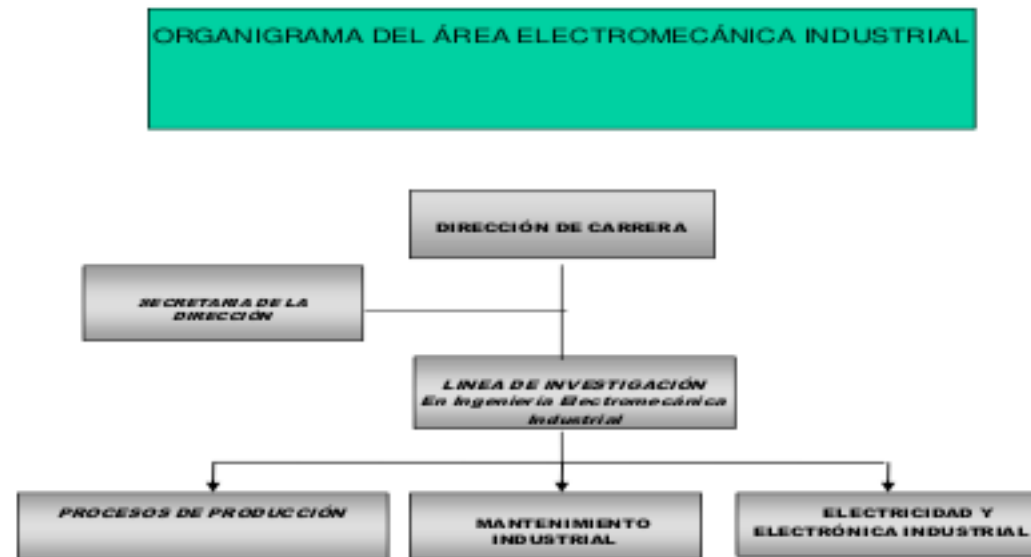 ORGANIGRAMA DEL ÁREA ELECTROMECÁNICA INDUSTRIAL
DIRECCIÓN DE CARRERA
SECRETARIA DE LA
DIRECCIÓN
LINEA DE INVESTIGACIÓN
En Ingeniería Electromecánica
Industrial
PROCESOS DE PRODUCCIÓN
MANTENIMIENTO
INDUSTRIAL
ELECTRICIDAD Y
ELECTRÓNICA INDUSTRIAL